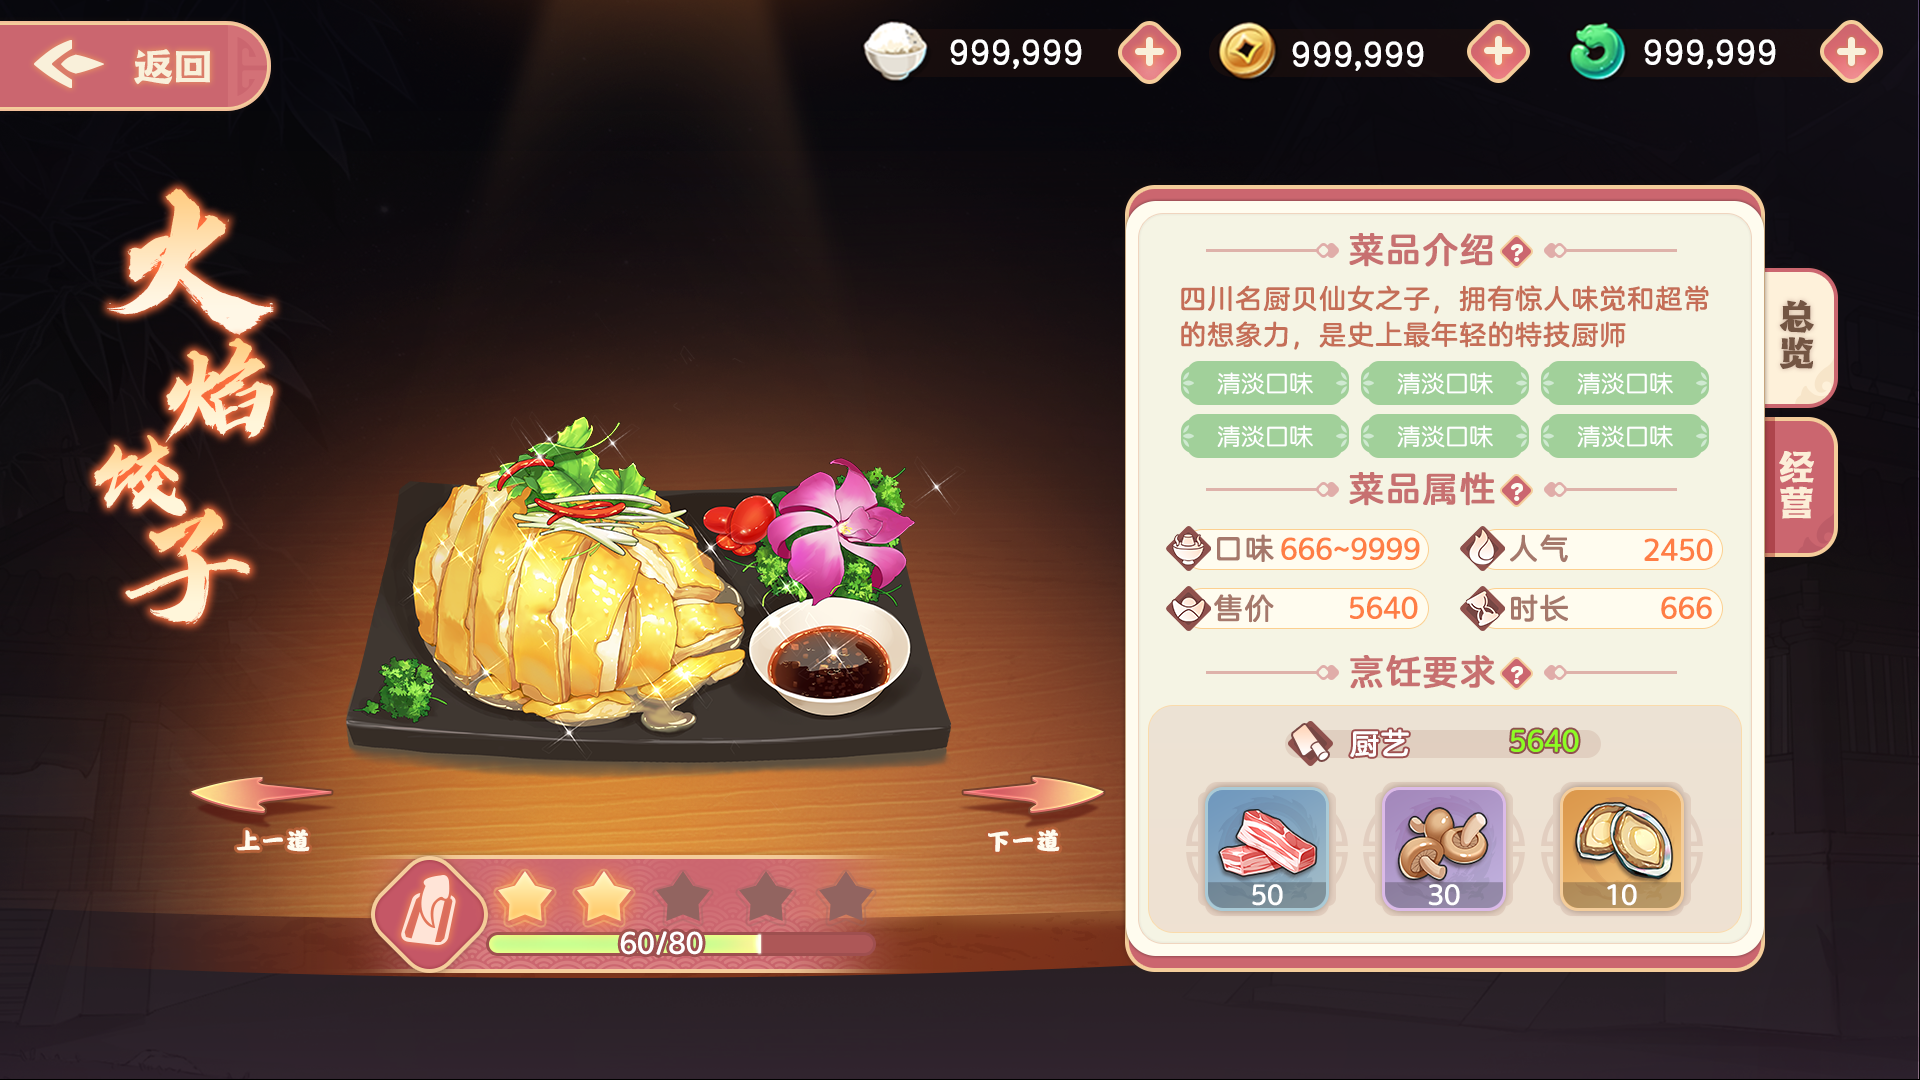 返回
999,999
999,999
999,999
火焰饺子
菜品介绍?
四川名厨贝仙女之子，拥有惊人味觉和超常
的想象力，是史上最年轻的特技厨师
清淡口味 清淡口味 清淡口味
清淡口味 清淡口味 清淡口味
菜品属性?
口味 666~9999 人气 2450
售价 5640 时长 666
烹饪要求?
厨艺 5640
50 30 10
总览
经营
上一道
下一道
60/80